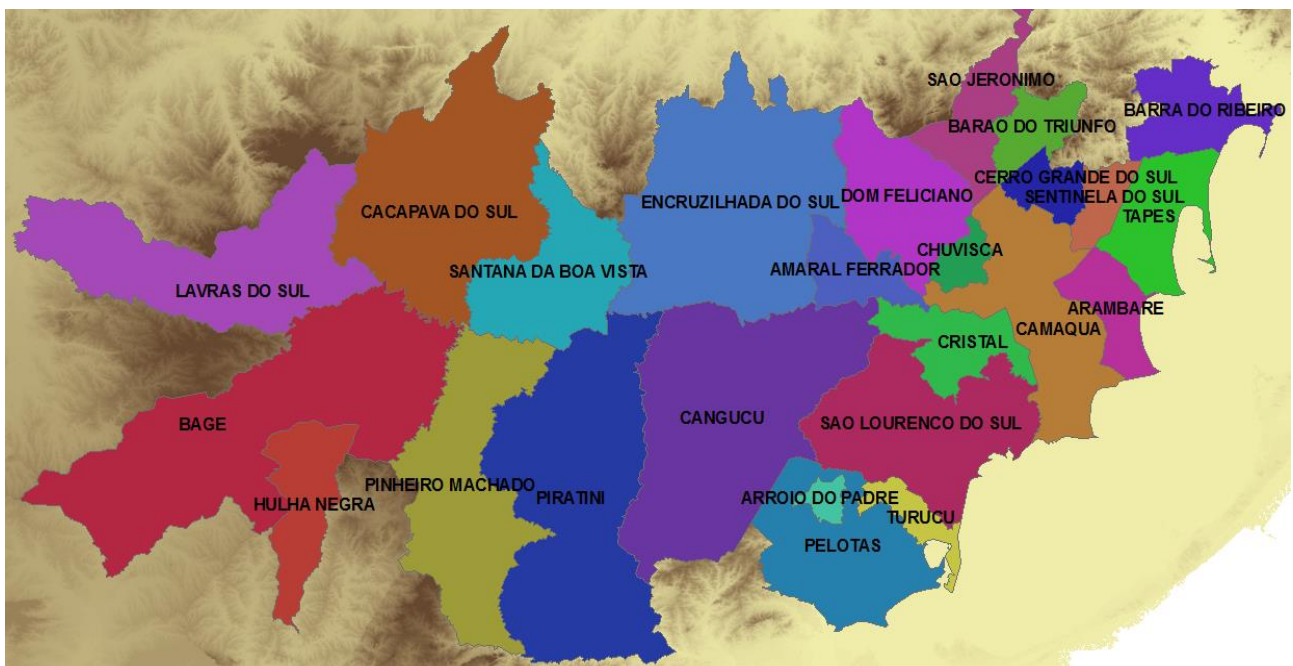 SAO JERONIMO
BARRA DO RIBEIRO
BARAO DO TRIUNFO
CERRO GRANDE DO SUL
SENTINELA DO SUL
DOM FELICIANO
ENCRUZILHADA DO SUL
CACAPAVA DO SUL
TAPES
CHUVISCA
SANTANA DA BOA VISTA
AMARAL FERRADOR
LAVRAS DO SUL
ARAMBARE
CAMAQUA
CRISTAL
CANGUCU
SAO LOURENCO DO SUL
BAGE
PINHEIRO MACHADO
PIRATINI
ARROIO DO PADRE
HULHA NEGRA
TURUCU
PELOTAS